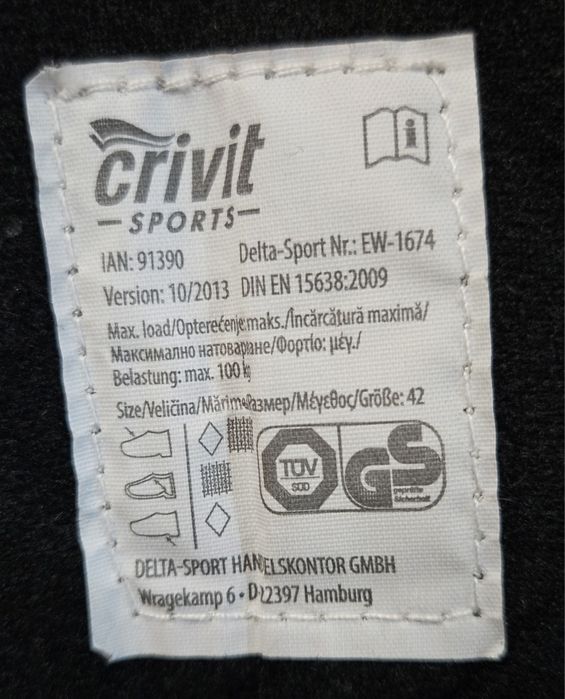 crivit
SPORTS
IAN: 91390 Delta-Sport Nr.: EW-1674
Version: 10/2013 DIN EN 15638:2009
Max. load/Opterećenje maks./Încărcătură maximă/
Максимално натоварване/Φορτίο: μέγ./
Belastung: max. 100 kg
Size/Veličina/Mărime/Размер/Μέγεθος/Größe: 42
TÜV
SÜD
GS
geprüfte
Sicherheit
DELTA-SPORT HANDELSKONTOR GMBH
Wragekamp 6 • D-22397 Hamburg